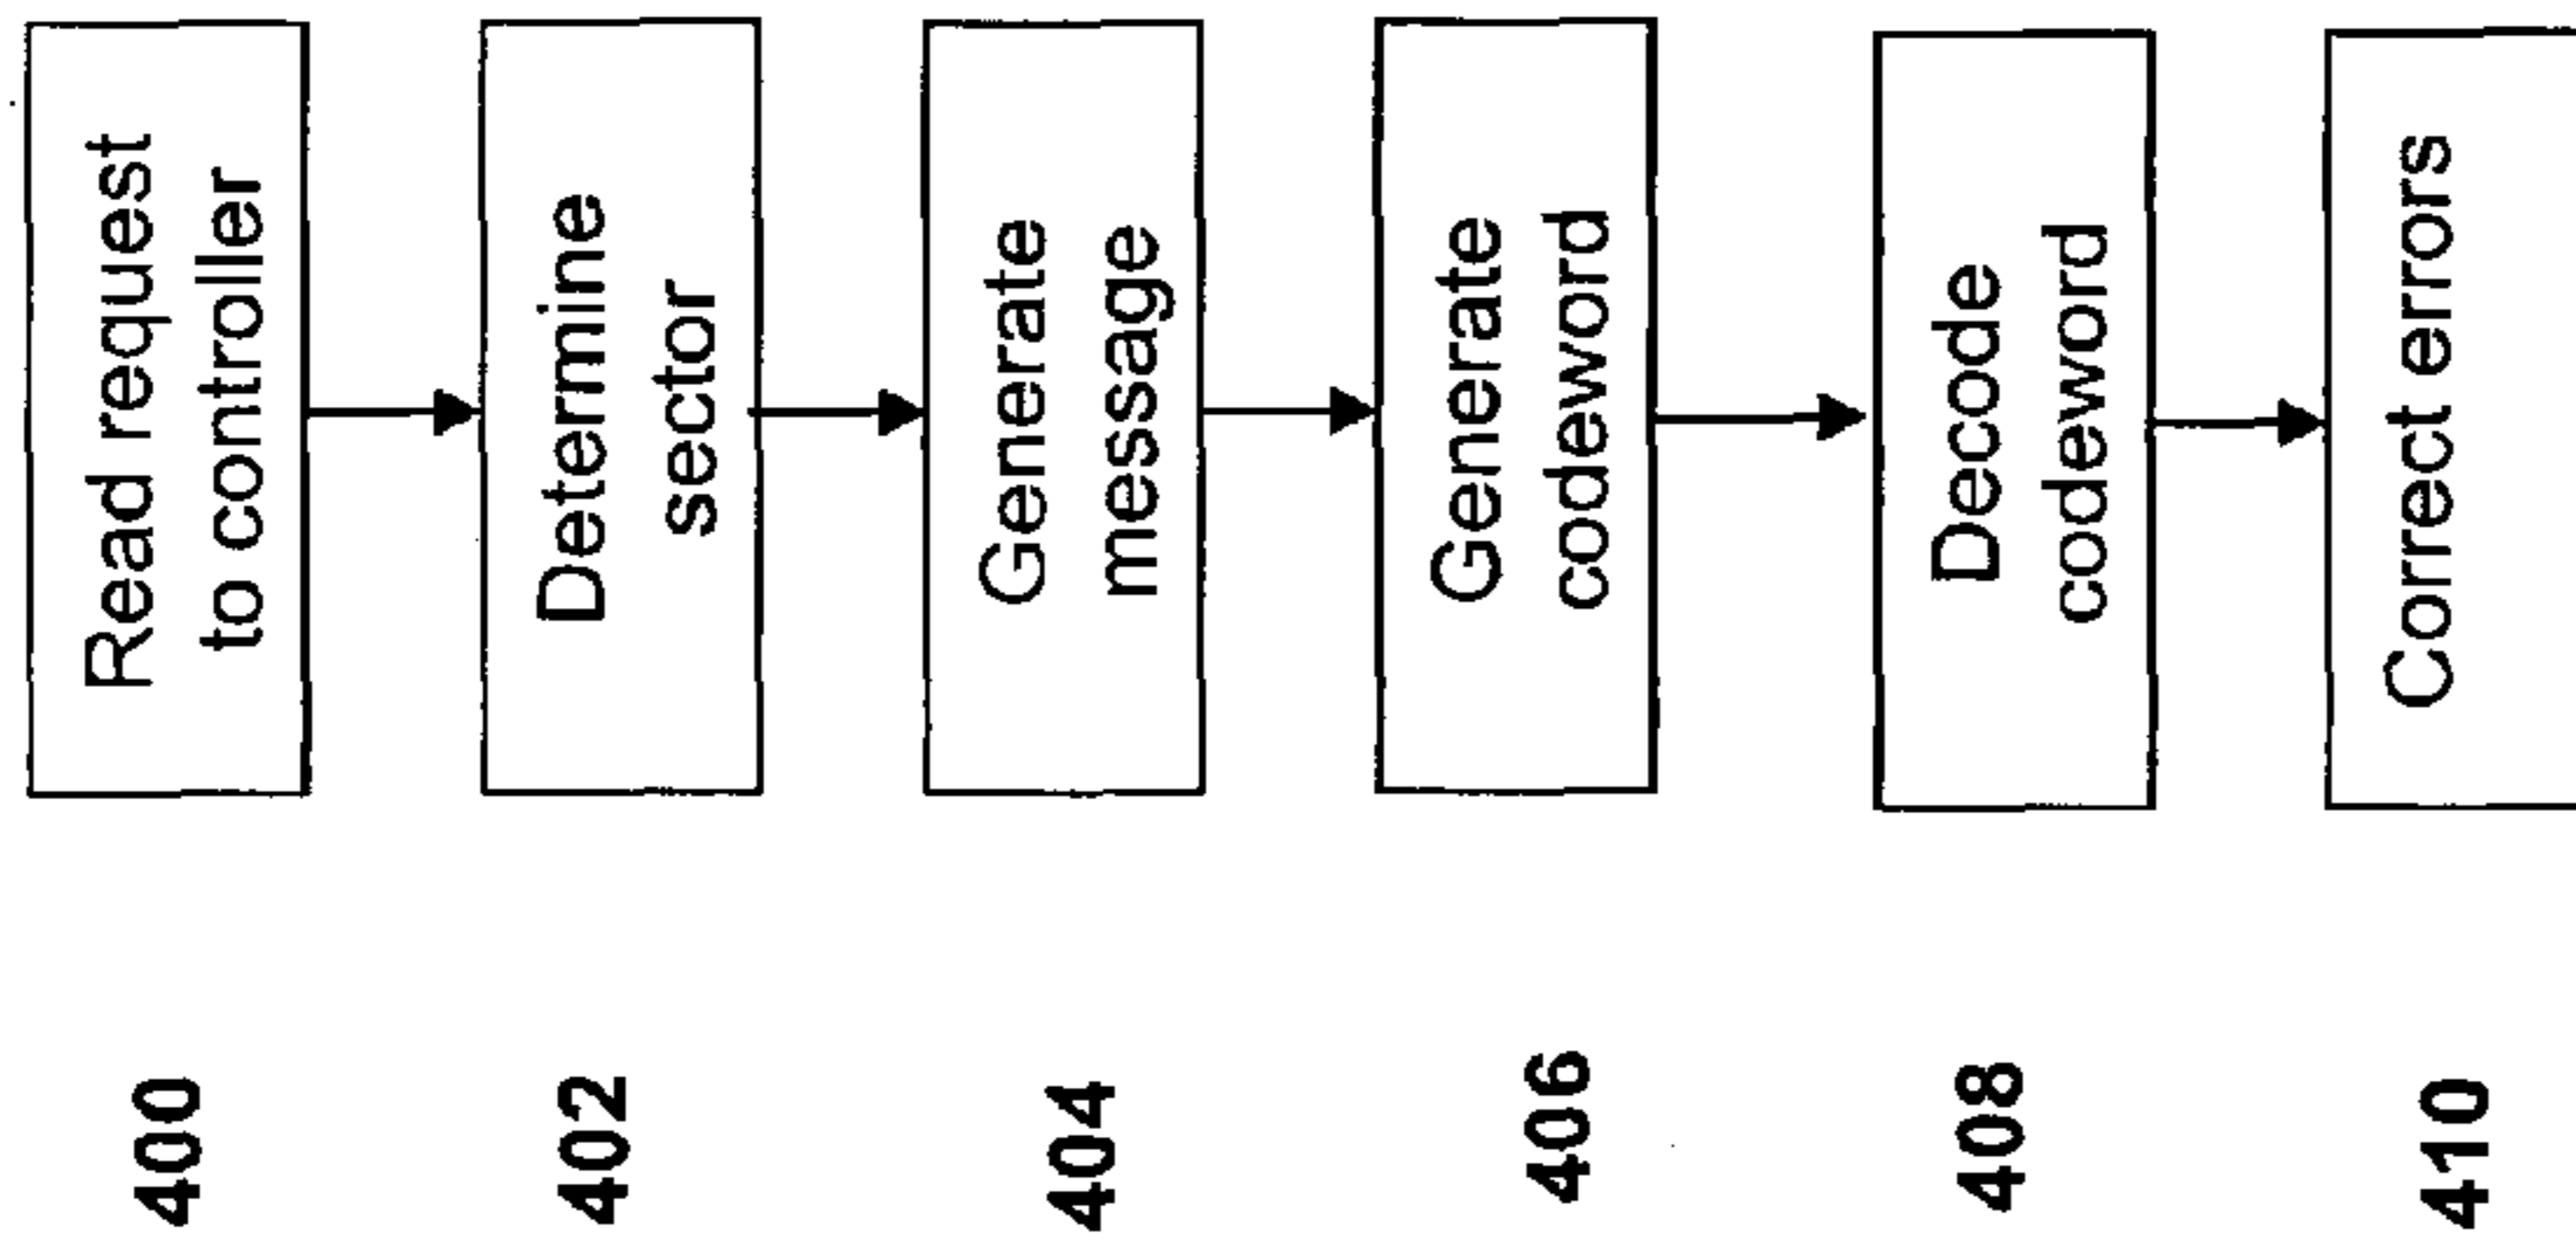 400
Read request
to controller
402
Determine
sector
404
Generate
message
406
Generate
codeword
408
Decode
codeword
410
Correct errors